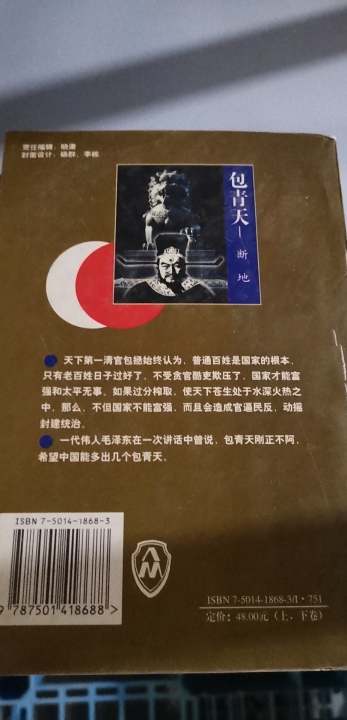 责任编辑：晓潇
封面设计：杨群、李栋
包青天—断地
天下第一清官包拯始终认为，普通百姓是国家的根本，
只有老百姓日子过好了，不受贪官酷吏欺压了，国家才能富
强和太平无事。如果过分榨取，使天下苍生处于水深火热之
中，那么，不但国家不能富强，而且会造成官逼民反，动摇
封建统治。
一代伟人毛泽东在一次讲话中曾说，包青天刚正不阿，
希望中国能多出几个包青天。
ISBN 7-5014-1868-3
9 787501 418688 >
ISBN 7-5014-1868-3/I·751
定价：48.00元（上、下卷）